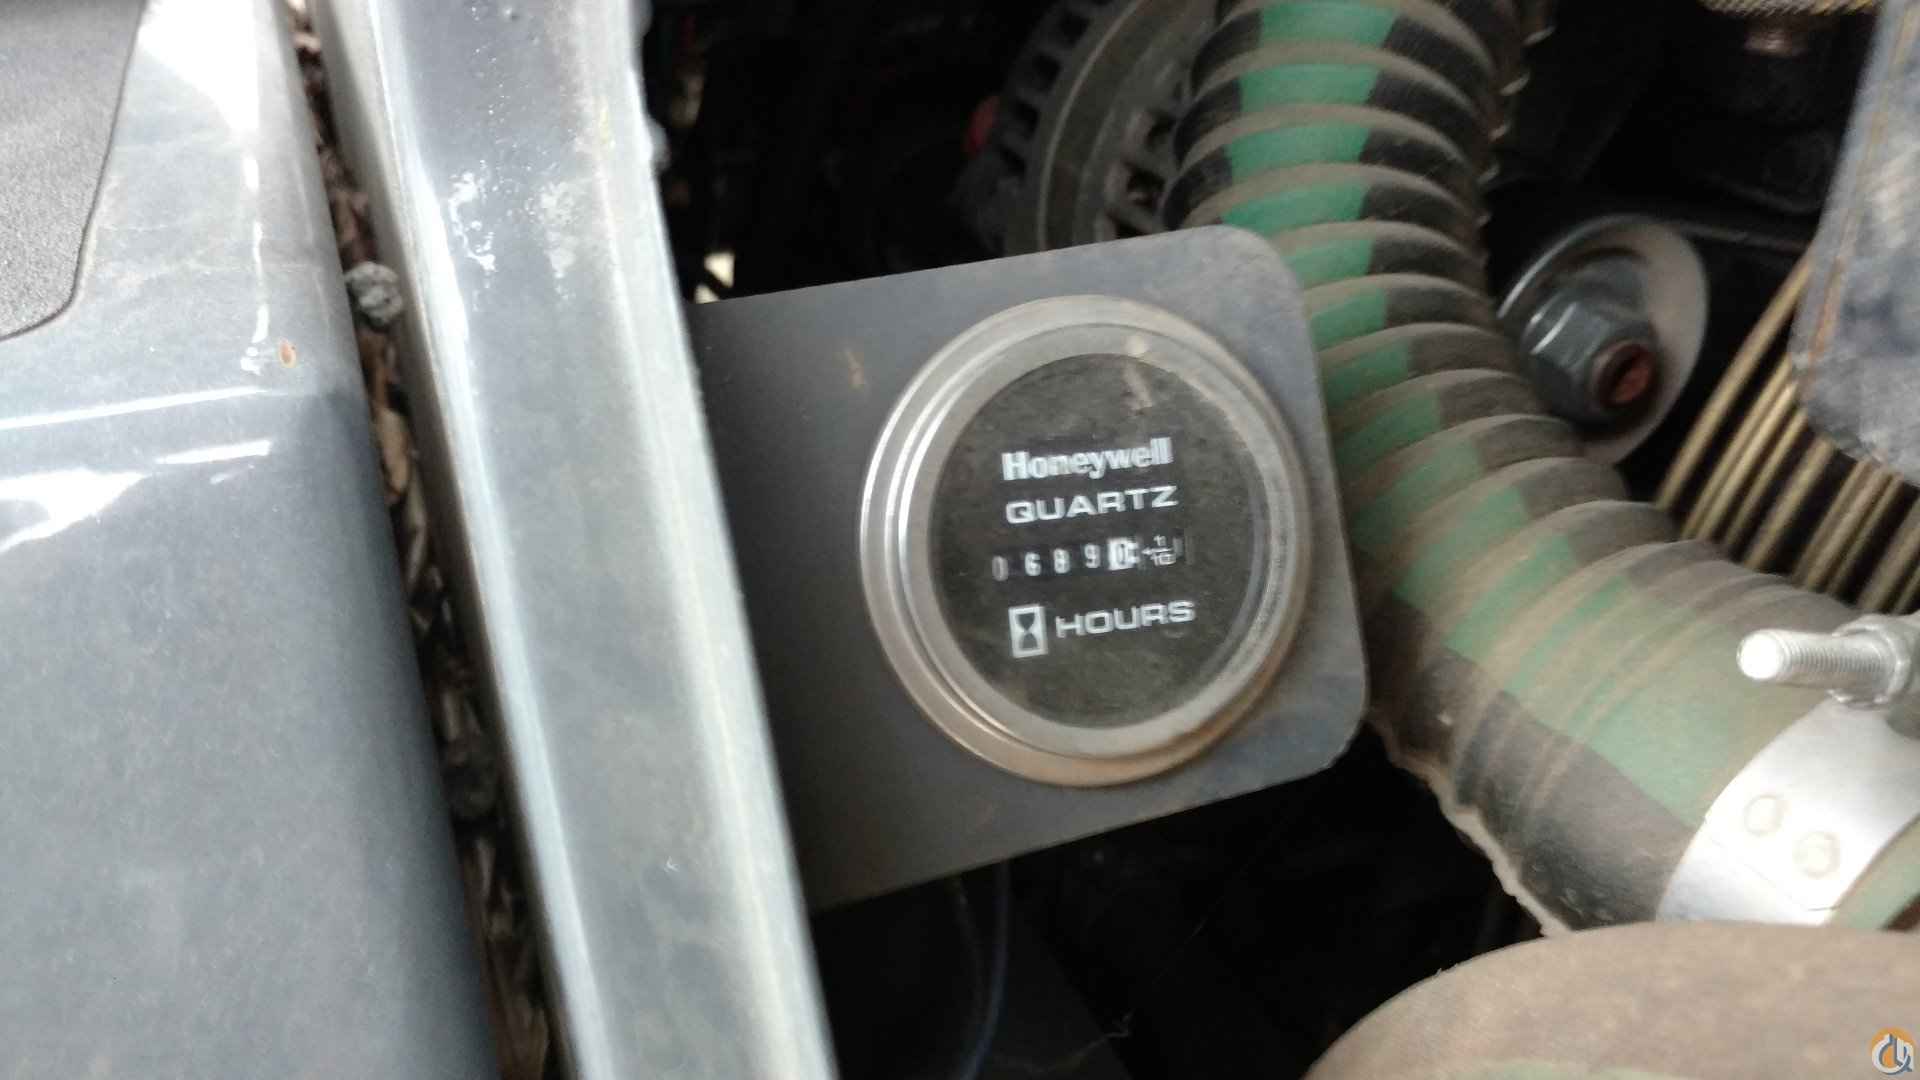 Honeywell
QUARTZ
0 6 8 9 0 1/10
HOURS